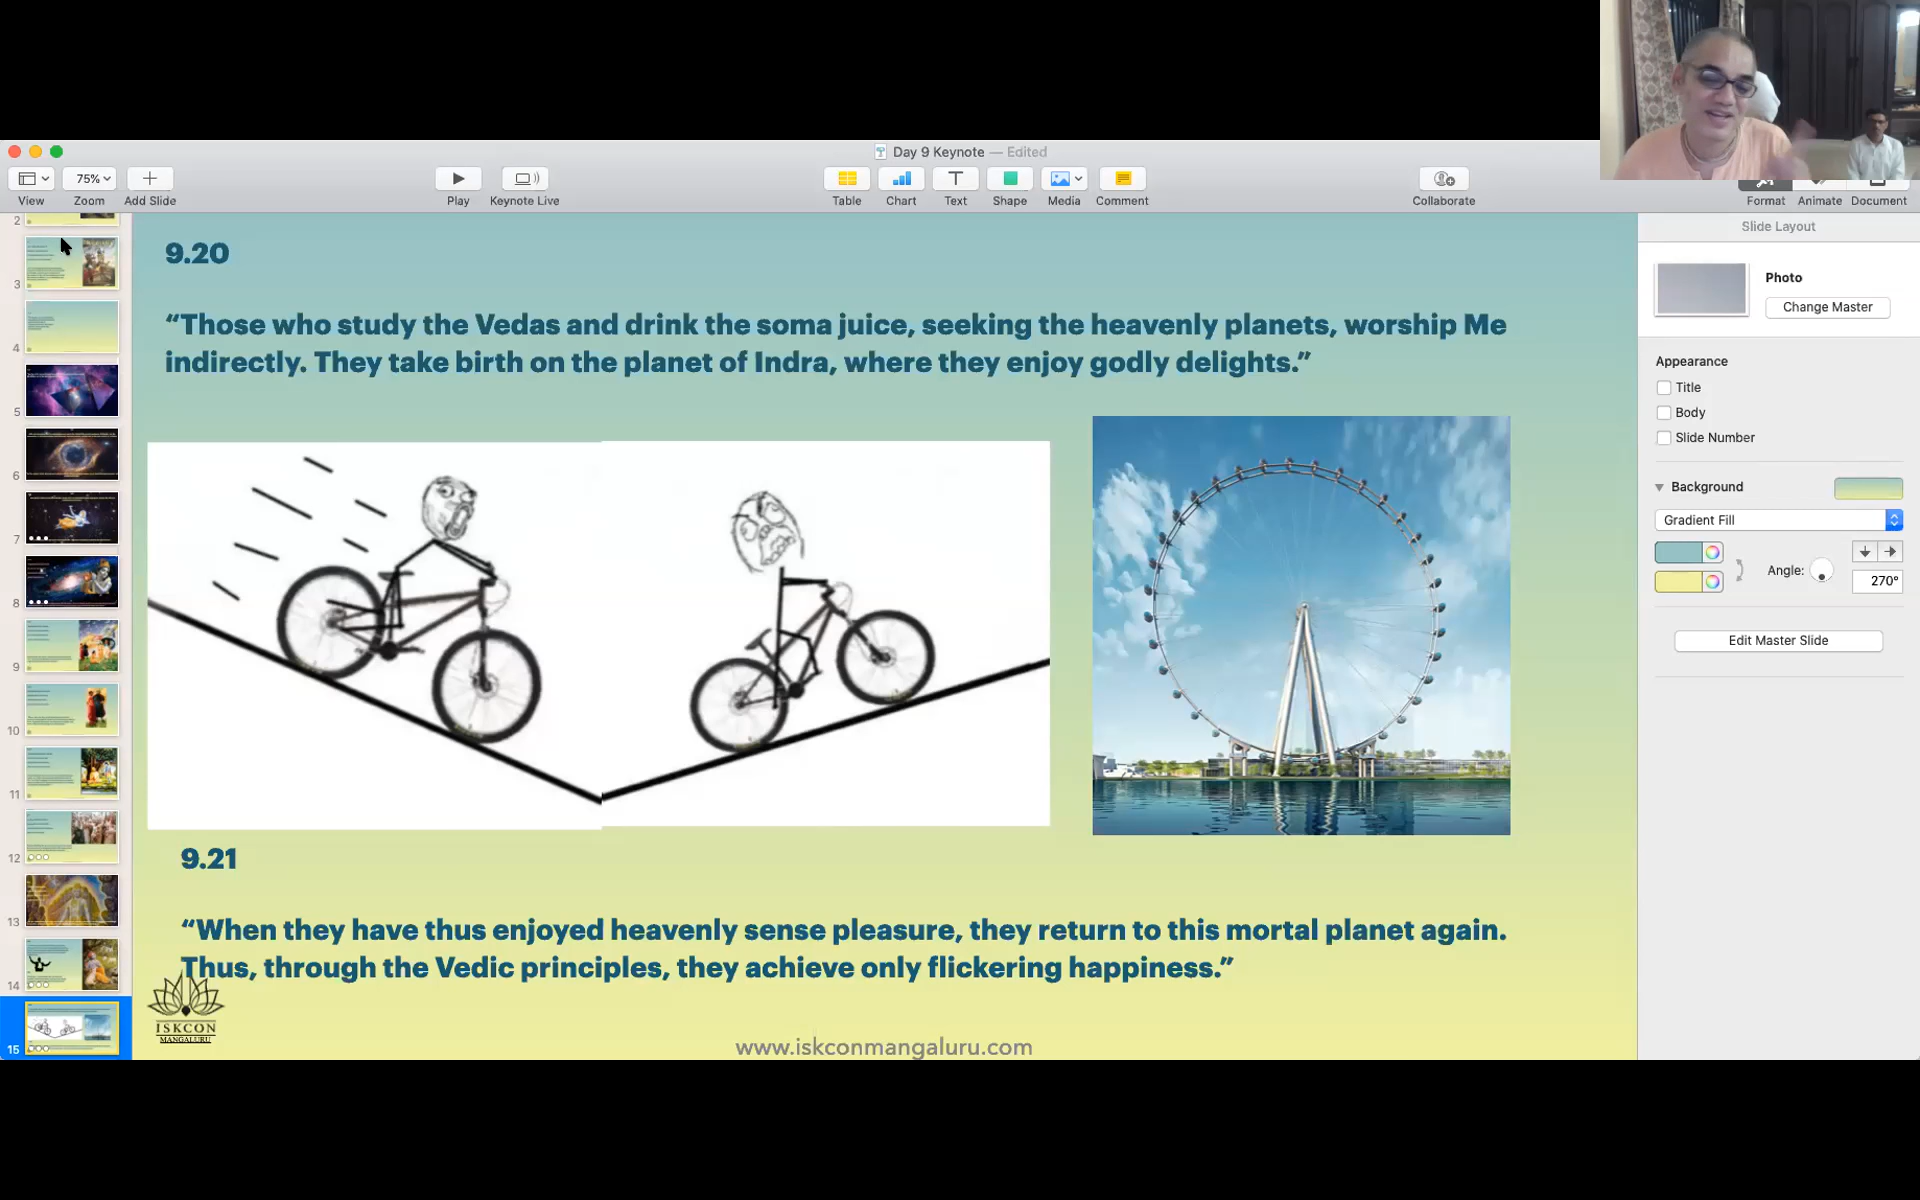 Day 9 Keynote — Edited
75%
View
Zoom
Add Slide
Play
Keynote Live
Table
Chart
Text
Shape
Media
Comment
Collaborate
Format
Animate
Document
2
3
4
5
6
7
8
9
10
11
12
13
14
15
9.20
“Those who study the Vedas and drink the soma juice, seeking the heavenly planets, worship Me
indirectly. They take birth on the planet of Indra, where they enjoy godly delights.”
9.21
“When they have thus enjoyed heavenly sense pleasure, they return to this mortal planet again.
Thus, through the Vedic principles, they achieve only flickering happiness.”
ISKCON
MANGALURU
www.iskconmangaluru.com
Slide Layout
Photo
Change Master
Appearance
Title
Body
Slide Number
Background
Gradient Fill
Angle:
270°
Edit Master Slide